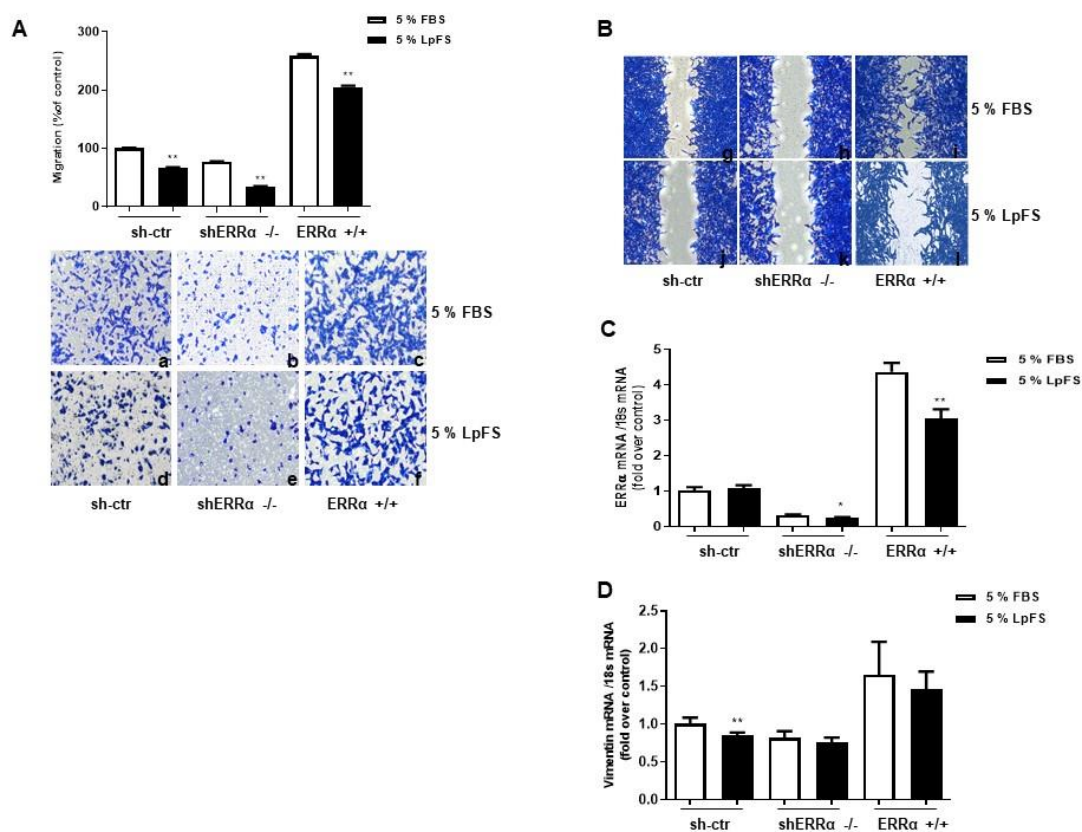 A
5 % FBS
5 % LpFS
Migration (%of control)
300
200
100
0
**
**
**
sh-ctr
shERRα -/-
ERRα +/+
a
b
c
5 % FBS
d
e
f
5 % LpFS
sh-ctr
shERRα -/-
ERRα +/+
B
g
h
i
5 % FBS
j
k
l
5 % LpFS
sh-ctr
shERRα -/-
ERRα +/+
C
5 % FBS
5 % LpFS
ERRα mRNA /18s mRNA
(fold over control)
5
4
3
2
1
0
*
**
sh-ctr
shERRα -/-
ERRα +/+
D
5 % FBS
5 % LpFS
Vimentin mRNA /18s mRNA
(fold over control)
2.5
2.0
1.5
1.0
0.5
0.0
**
sh-ctr
shERRα -/-
ERRα +/+